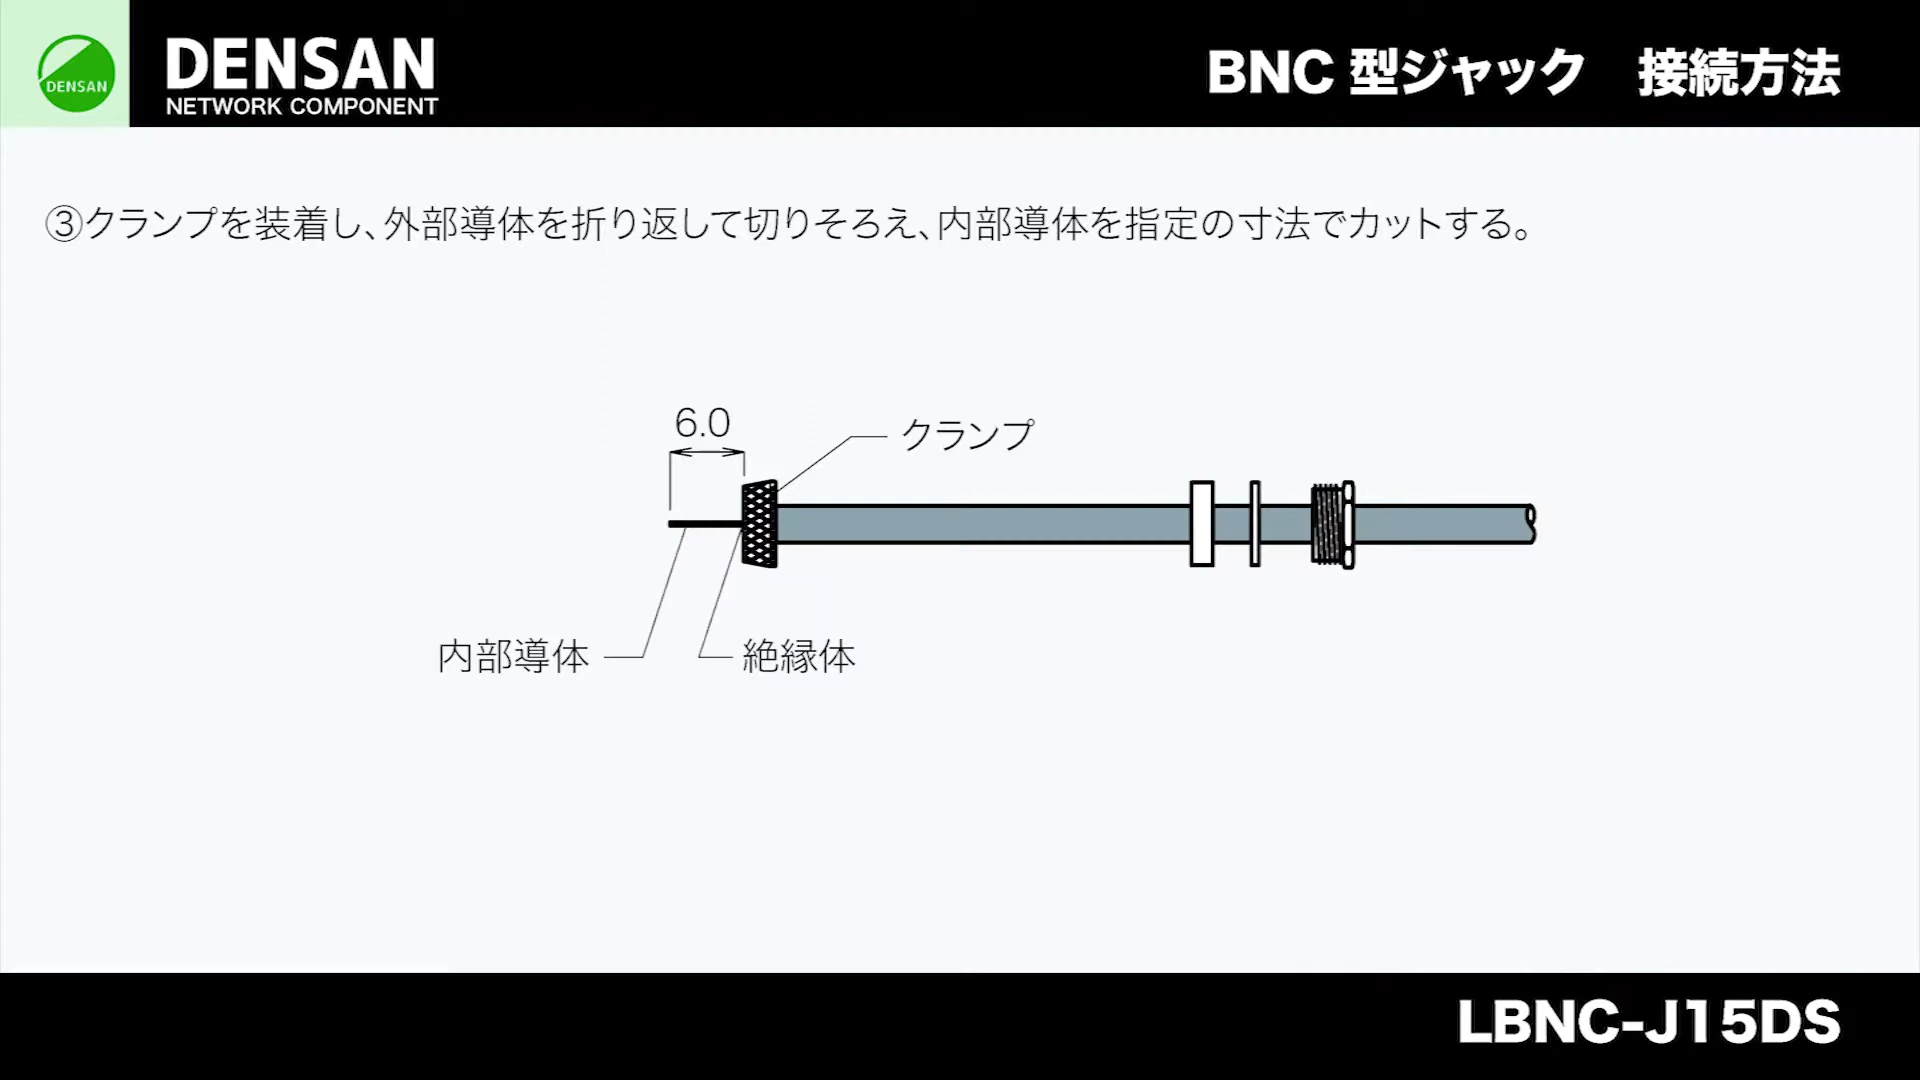 DENSAN
DENSAN
NETWORK COMPONENT
BNC 型ジャック　接続方法
③クランプを装着し、外部導体を折り返して切りそろえ、内部導体を指定の寸法でカットする。
6.0
クランプ
内部導体
絶縁体
LBNC-J15DS